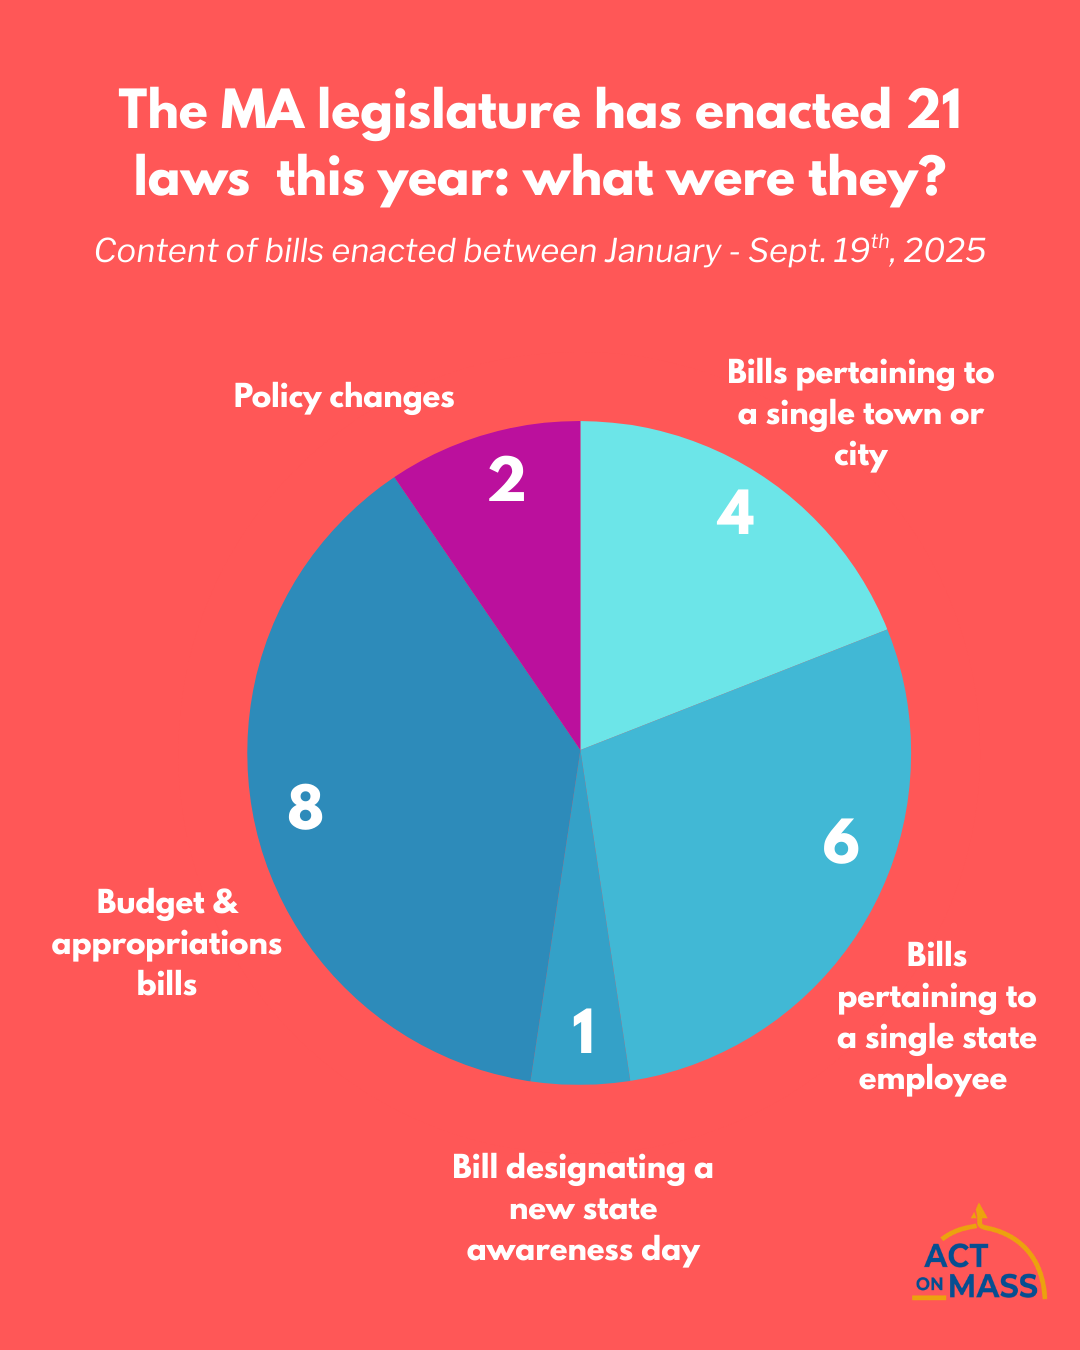 The MA legislature has enacted 21
laws  this year: what were they?
Content of bills enacted between January - Sept. 19th, 2025
Policy changes
Bills pertaining to
a single town or
city
2
4
8
6
1
Budget &
appropriations
bills
Bills
pertaining to
a single state
employee
Bill designating a
new state
awareness day
ACT
ON MASS